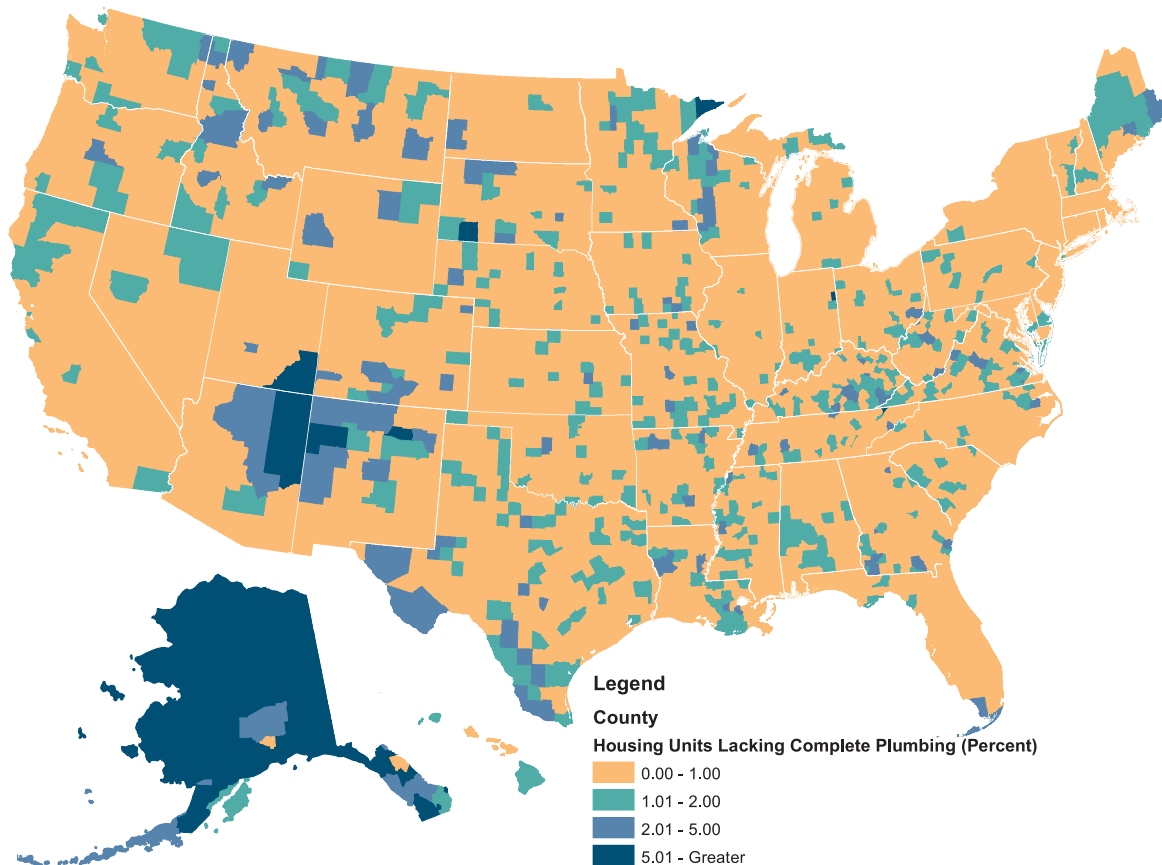 Legend
County
Housing Units Lacking Complete Plumbing (Percent)
0.00 - 1.00
1.01 - 2.00
2.01 - 5.00
5.01 - Greater